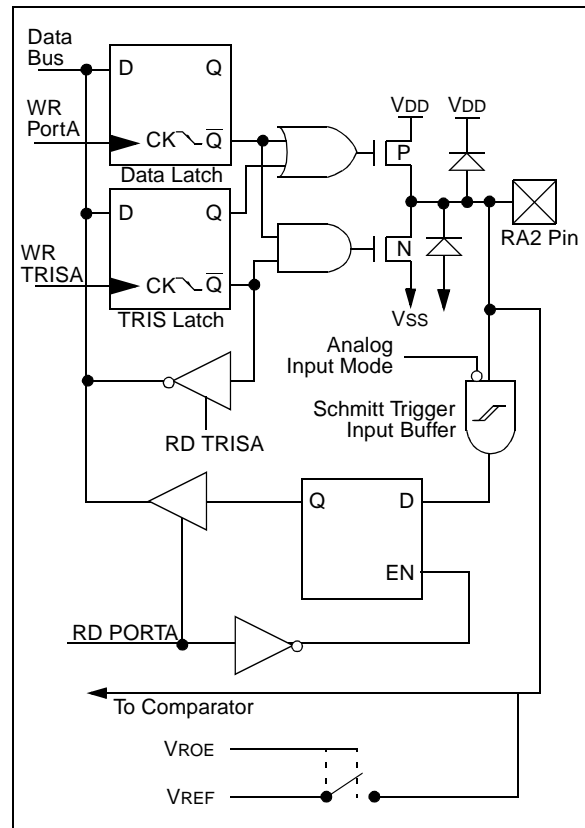 Data
Bus
D
Q
VDD
VDD
WR
PortA
CK
Q
P
Data Latch
D
Q
RA2 Pin
N
WR
TRISA
CK
Q
TRIS Latch
VSS
Analog
Input Mode
Schmitt Trigger
Input Buffer
RD TRISA
Q
D
EN
RD PORTA
To Comparator
VROE
VREF